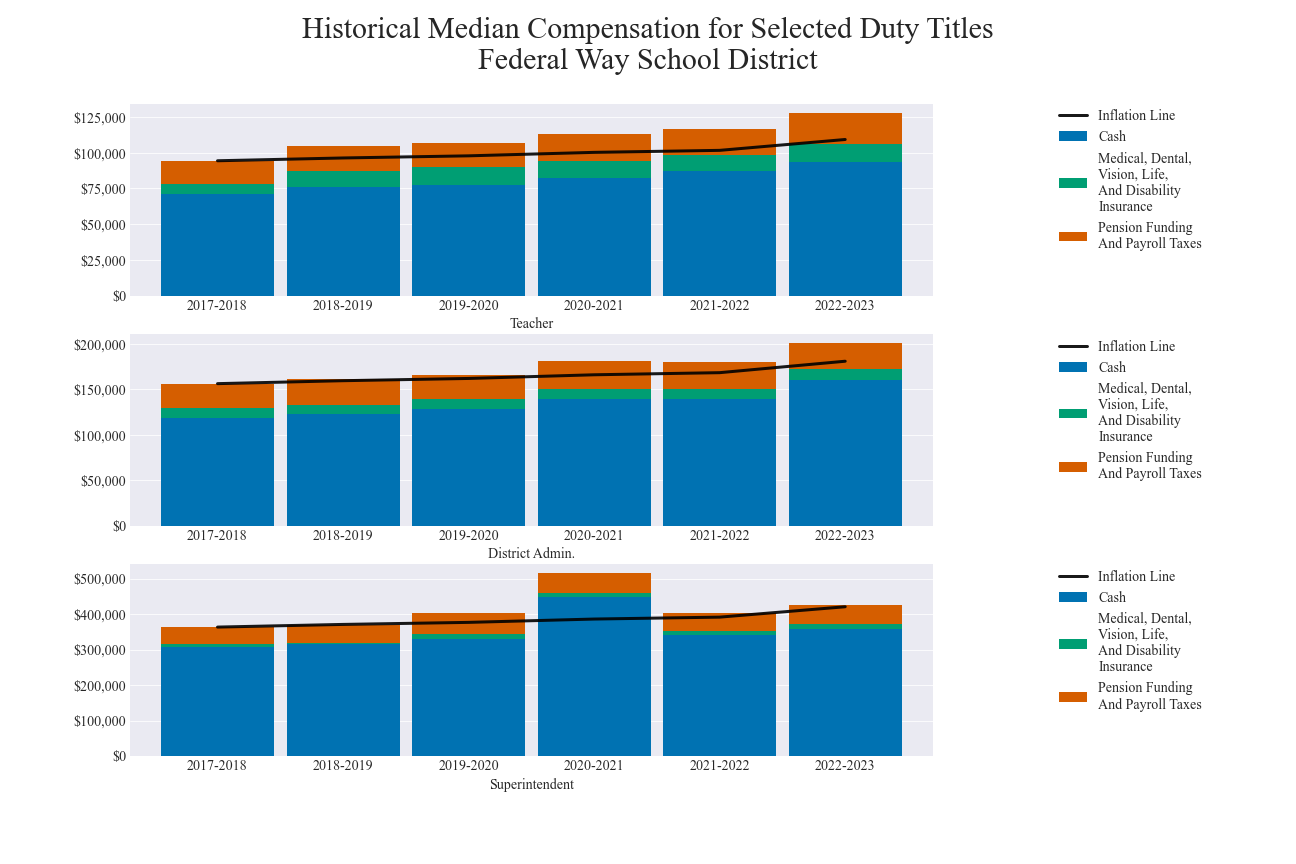 Historical Median Compensation for Selected Duty Titles
Federal Way School District
$125,000
$100,000
$75,000
$50,000
$25,000
$0
2017-2018
2018-2019
2019-2020
2020-2021
2021-2022
2022-2023
Teacher
Inflation Line
Cash
Medical, Dental,
Vision, Life,
And Disability
Insurance
Pension Funding
And Payroll Taxes
$200,000
$150,000
$100,000
$50,000
$0
2017-2018
2018-2019
2019-2020
2020-2021
2021-2022
2022-2023
District Admin.
Inflation Line
Cash
Medical, Dental,
Vision, Life,
And Disability
Insurance
Pension Funding
And Payroll Taxes
$500,000
$400,000
$300,000
$200,000
$100,000
$0
2017-2018
2018-2019
2019-2020
2020-2021
2021-2022
2022-2023
Superintendent
Inflation Line
Cash
Medical, Dental,
Vision, Life,
And Disability
Insurance
Pension Funding
And Payroll Taxes